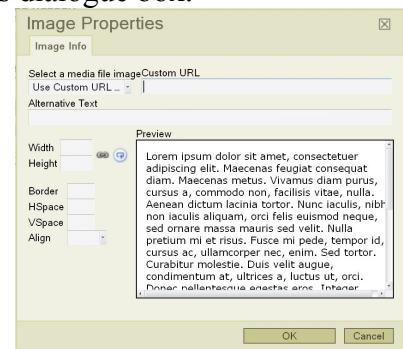 s dialogue box.
Image Properties
Image Info
Select a media file image Custom URL
Use Custom URL ...
Alternative Text
Preview
Width
Height
Border
HSpace
VSpace
Align
Lorem ipsum dolor sit amet, consectetuer
adipiscing elit. Maecenas feugiat consequat
diam. Maecenas metus. Vivamus diam purus,
cursus a, commodo non, facilisis vitae, nulla.
Aenean dictum lacinia tortor. Nunc iaculis, nibh
non iaculis aliquam, orci felis euismod neque,
sed ornare massa mauris sed velit. Nulla
pretium mi et risus. Fusce mi pede, tempor id,
cursus ac, ullamcorper nec, enim. Sed tortor.
Curabitur molestie. Duis velit augue,
condimentum at, ultrices a, luctus ut, orci.
Donec pellentesque egestas eros. Integer
OK
Cancel